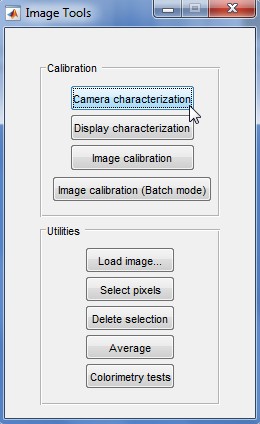 Image Tools
Calibration
Camera characterization
Display characterization
Image calibration
Image calibration (Batch mode)
Utilities
Load image...
Select pixels
Delete selection
Average
Colorimetry tests